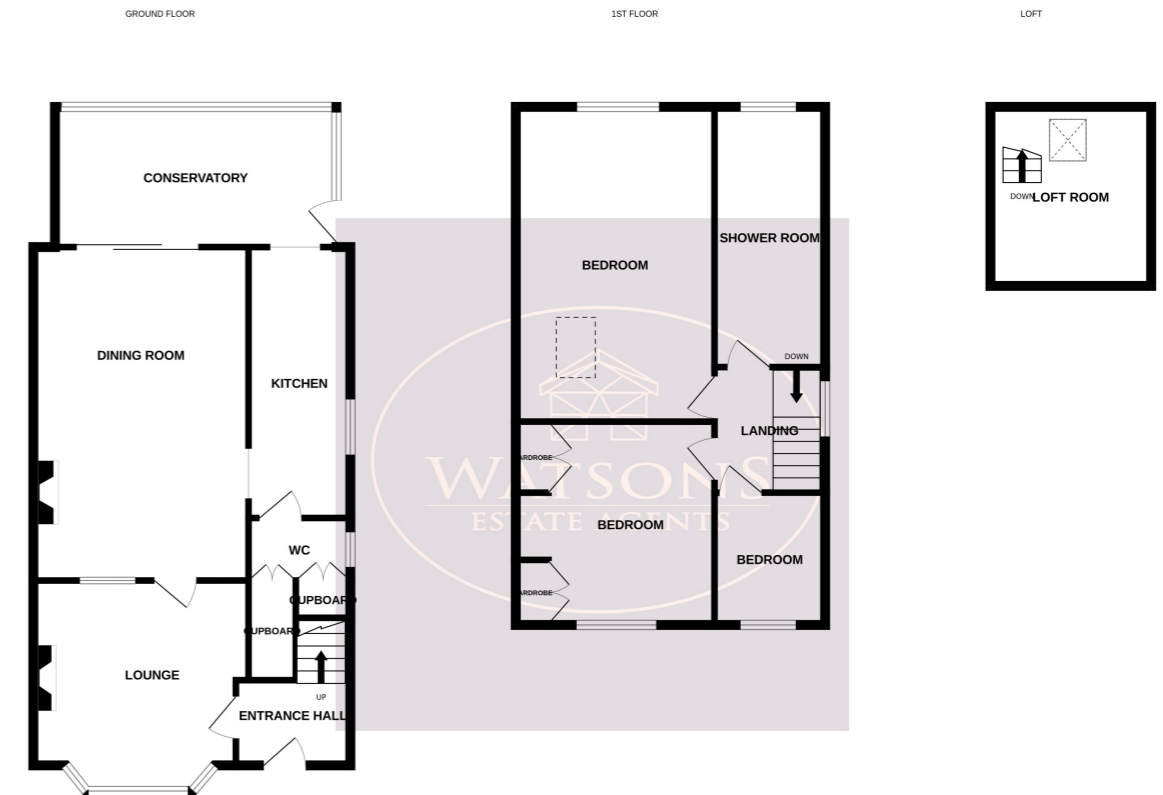 GROUND FLOOR
1ST FLOOR
LOFT
CONSERVATORY
DINING ROOM
KITCHEN
WC
CUPBOARD
CUPBOARD
LOUNGE
UP
ENTRANCE HALL
BEDROOM
SHOWER ROOM
DOWN
LANDING
ARDROBE
BEDROOM
ARDROBE
BEDROOM
WATSONS
ESTATE AGENTS
DOWN
LOFT ROOM